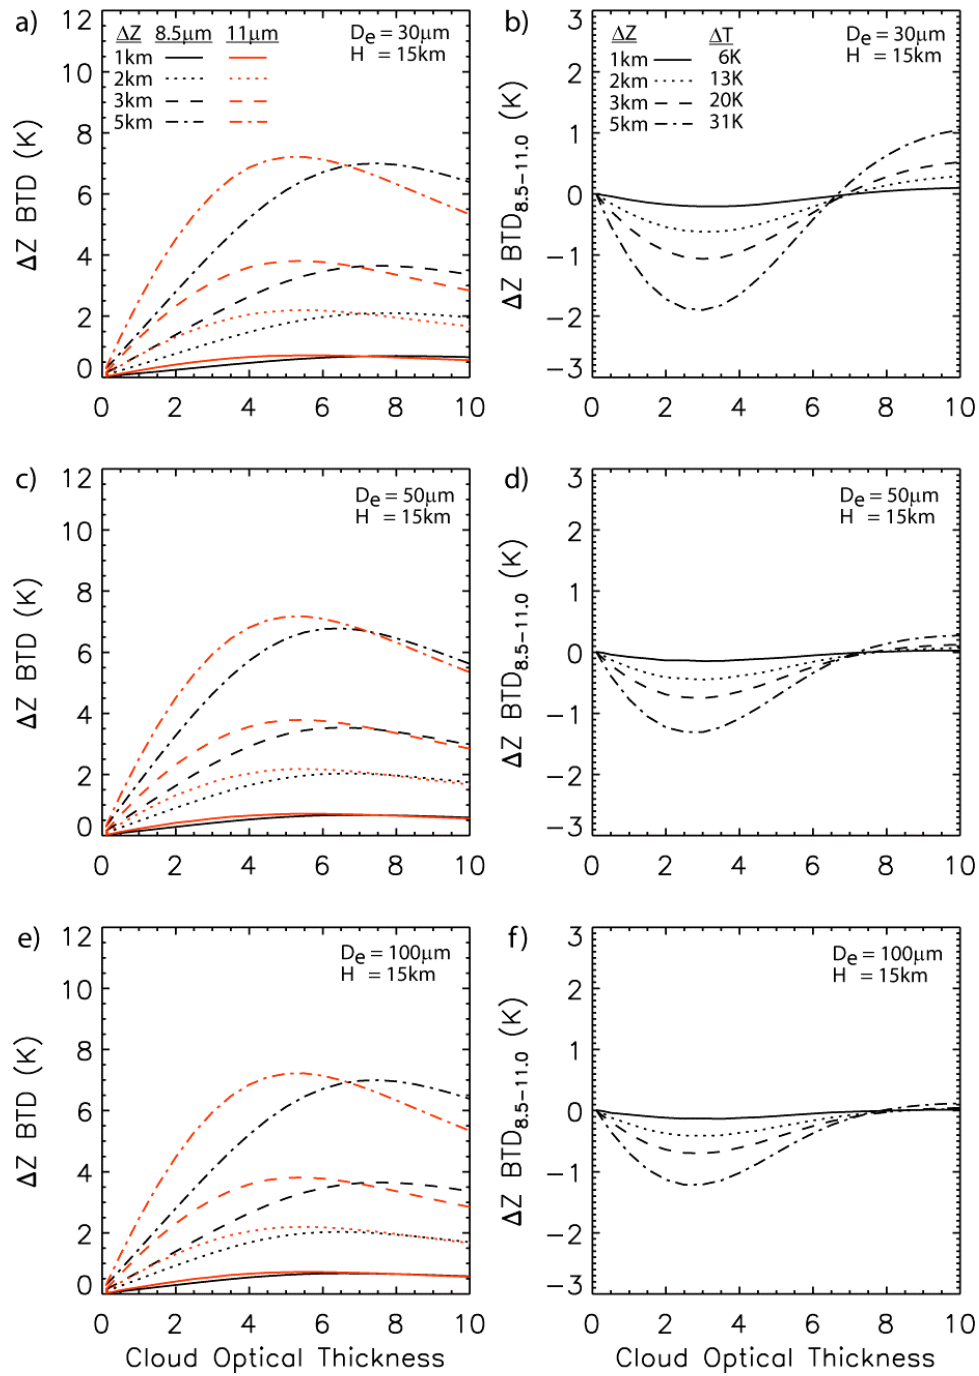 a)
12
10
8
6
4
2
0
ΔZ BTD (K)
ΔZ 8.5μm 11μm
1km
2km
3km
5km
De = 30μm
H = 15km
0 2 4 6 8 10
b)
3
2
1
0
−1
−2
−3
ΔZ BTD8.5−11.0 (K)
ΔZ ΔT
1km 6K
2km 13K
3km 20K
5km 31K
De = 30μm
H = 15km
0 2 4 6 8 10
c)
12
10
8
6
4
2
0
ΔZ BTD (K)
De = 50μm
H = 15km
0 2 4 6 8 10
d)
3
2
1
0
−1
−2
−3
ΔZ BTD8.5−11.0 (K)
De = 50μm
H = 15km
0 2 4 6 8 10
e)
12
10
8
6
4
2
0
ΔZ BTD (K)
De = 100μm
H = 15km
0 2 4 6 8 10
Cloud Optical Thickness
f)
3
2
1
0
−1
−2
−3
ΔZ BTD8.5−11.0 (K)
De = 100μm
H = 15km
0 2 4 6 8 10
Cloud Optical Thickness